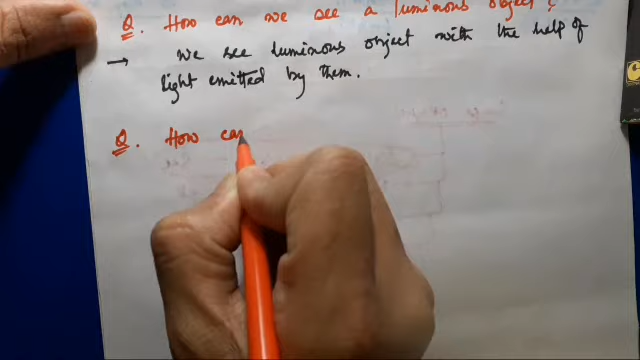 Q. How can we see a luminous object?
→ We see luminous object with the help of
light emitted by them.
Q. How can